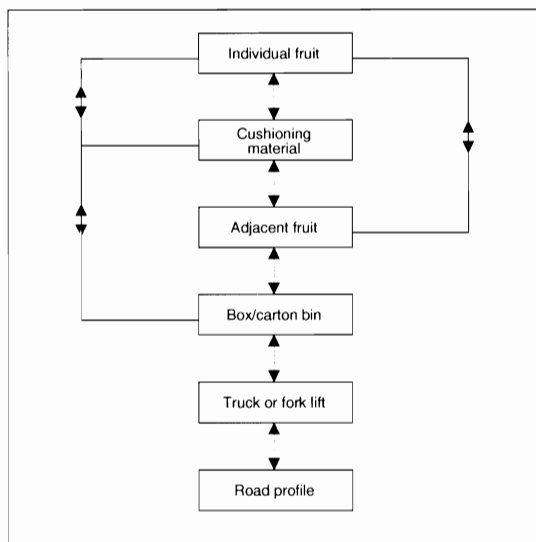 Individual fruit
Cushioning
material
Adjacent fruit
Box/carton bin
Truck or fork lift
Road profile